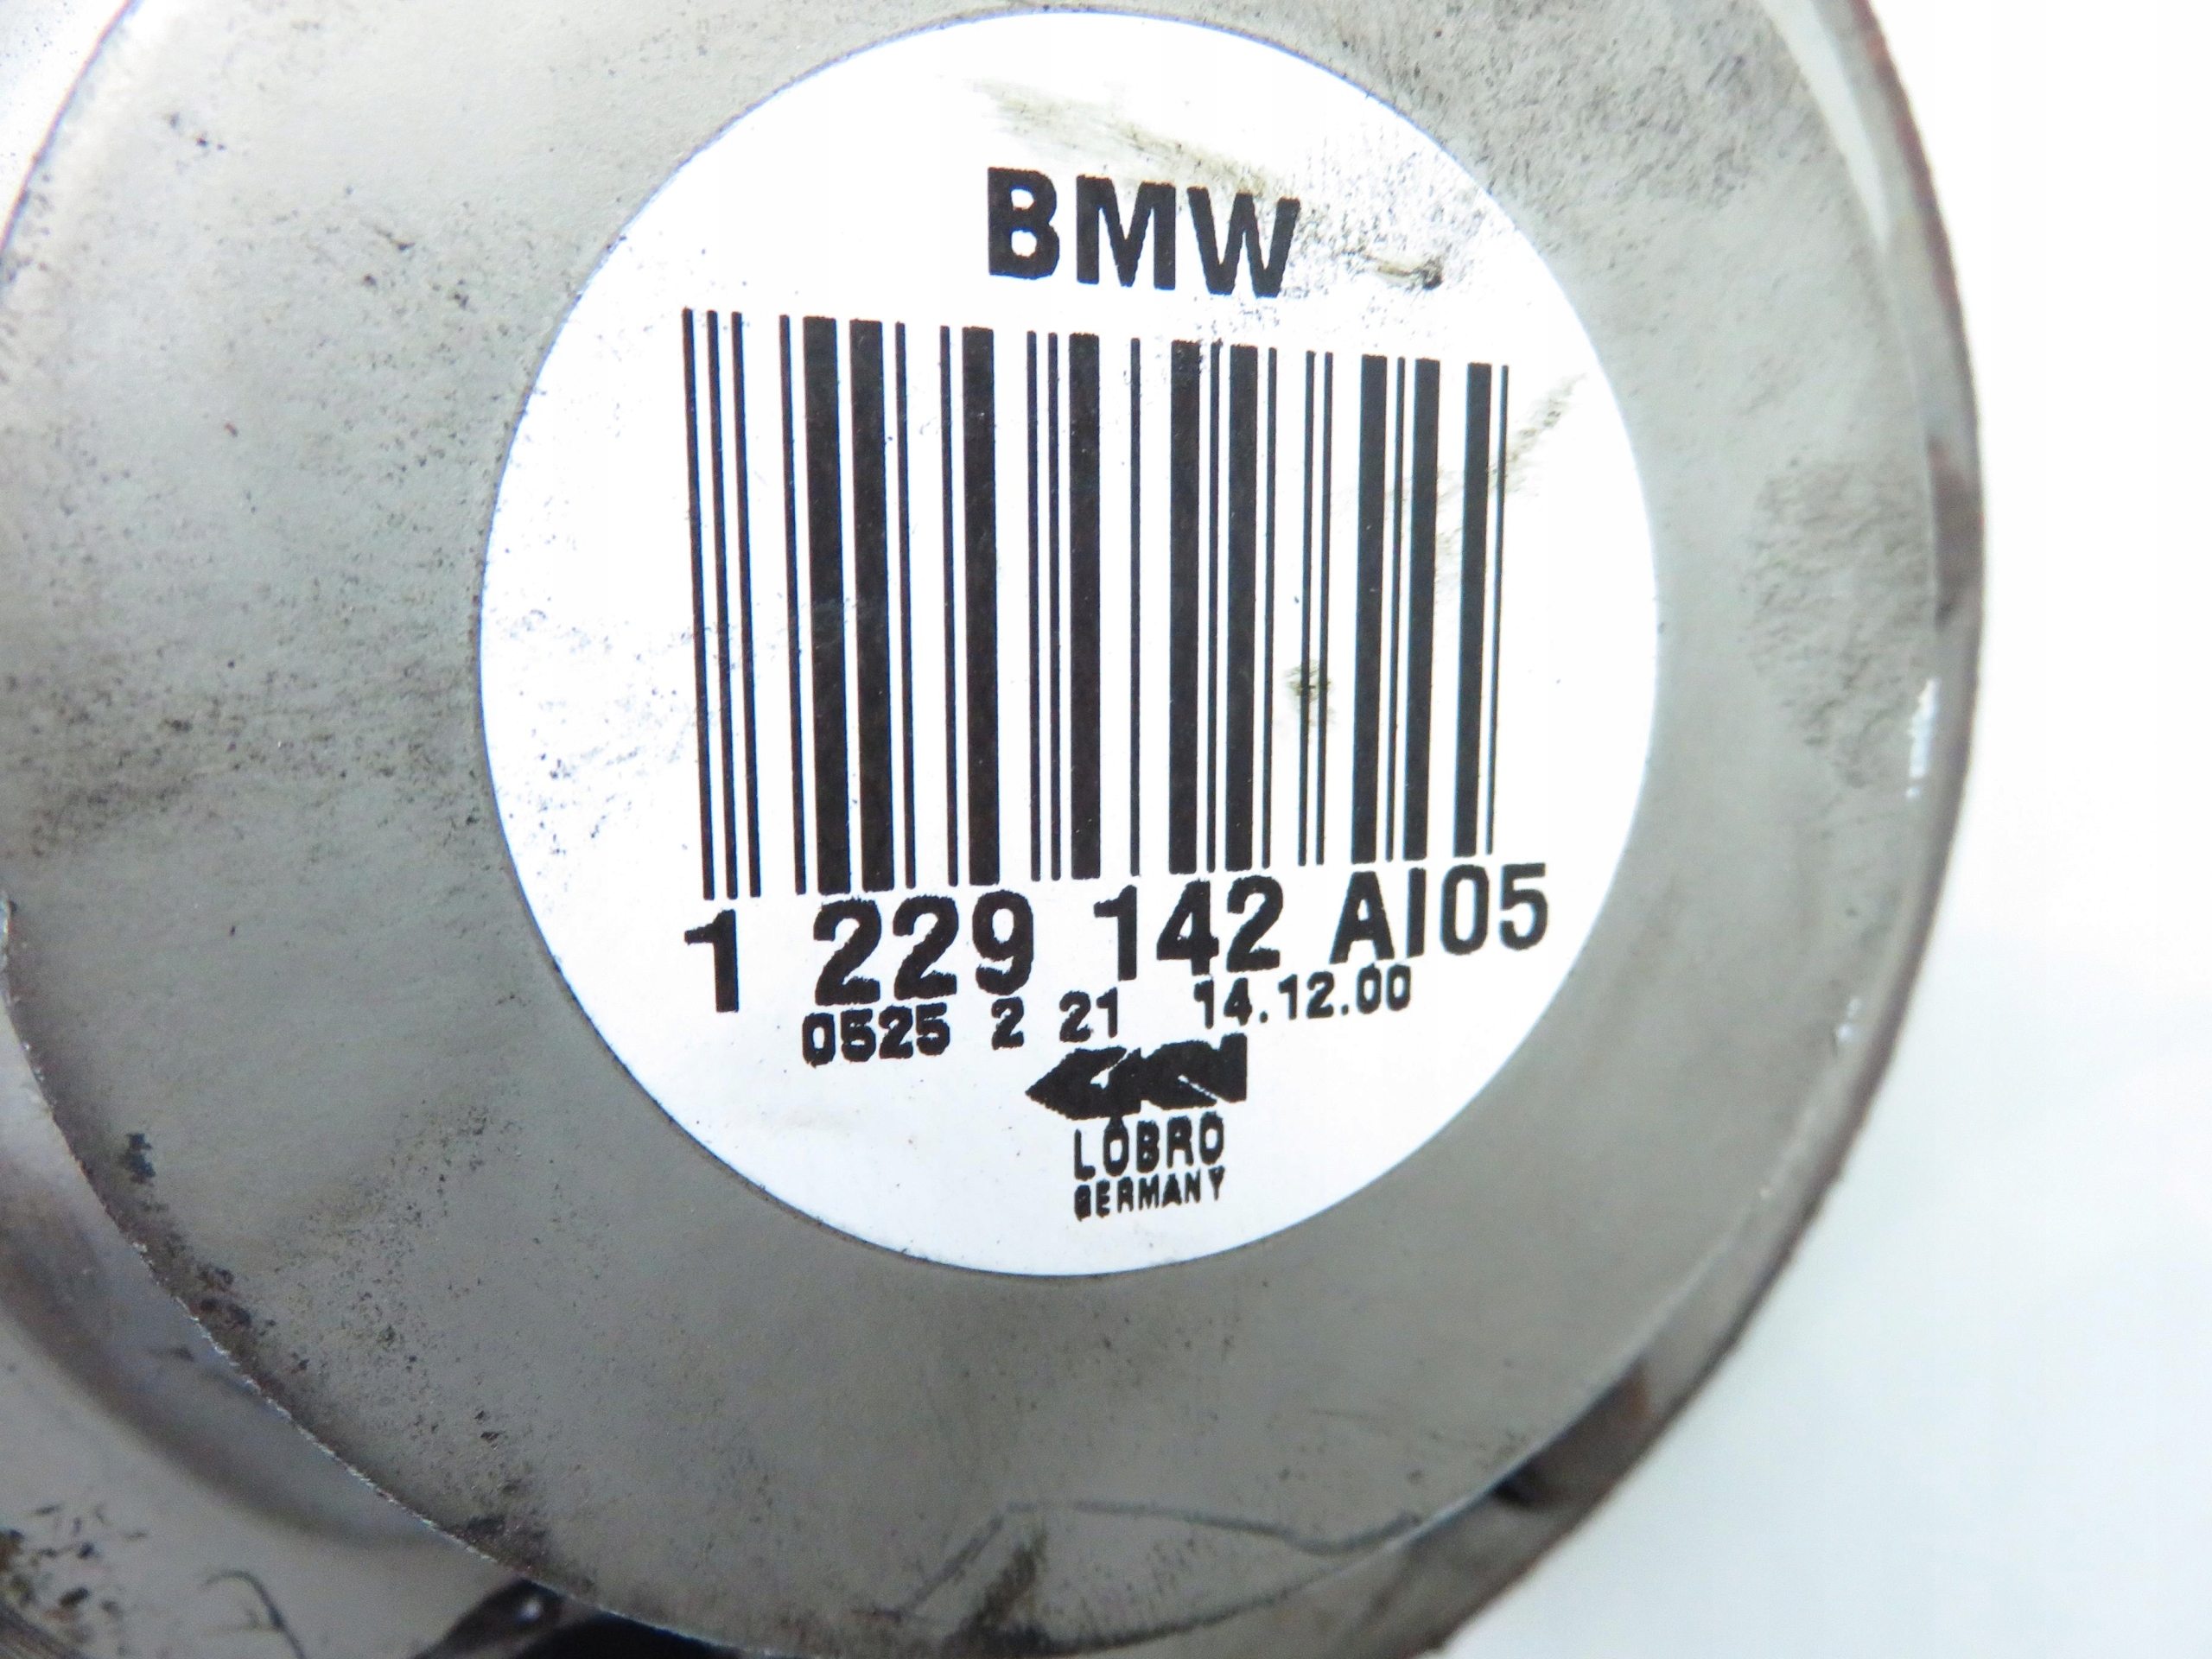 BMW
1 229 142 AI05
0525 2 21 14.12.00
GKN
LÖBRO
GERMANY